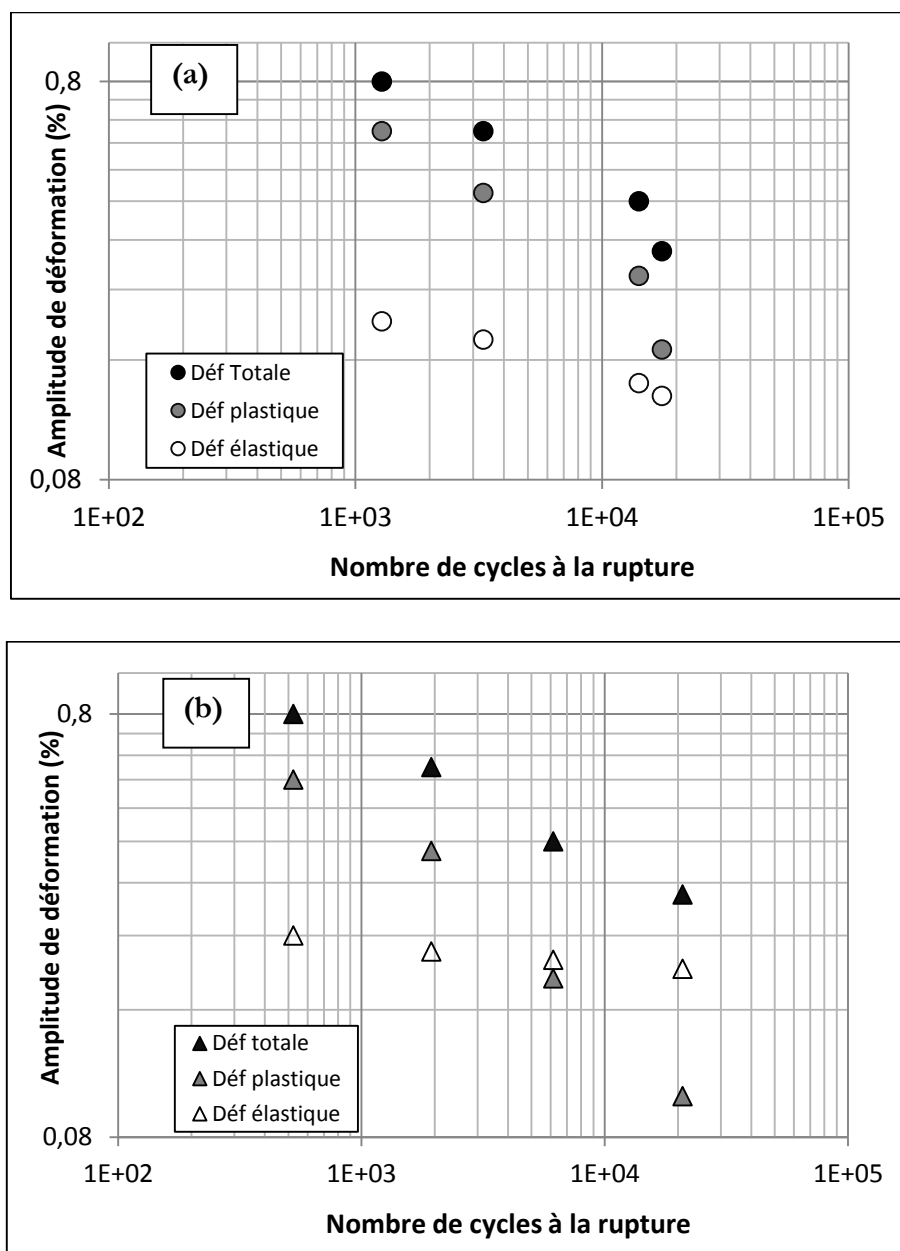 (a)
0,8
0,08
Amplitude de déformation (%)
Déf Totale
Déf plastique
Déf élastique
1E+02 1E+03 1E+04 1E+05
Nombre de cycles à la rupture
(b)
0,8
0,08
Amplitude de déformation (%)
Déf totale
Déf plastique
Déf élastique
1E+02 1E+03 1E+04 1E+05
Nombre de cycles à la rupture